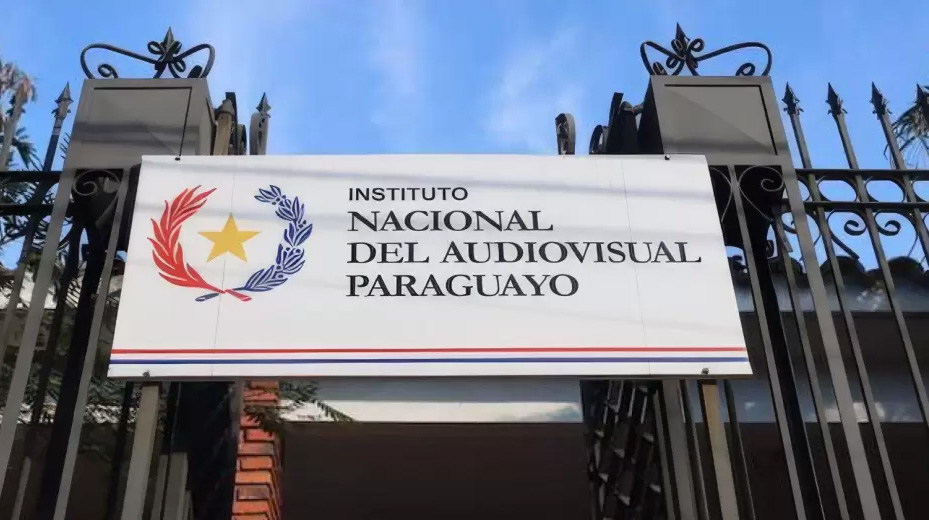 INSTITUTO
NACIONAL
DEL AUDIOVISUAL
PARAGUAYO